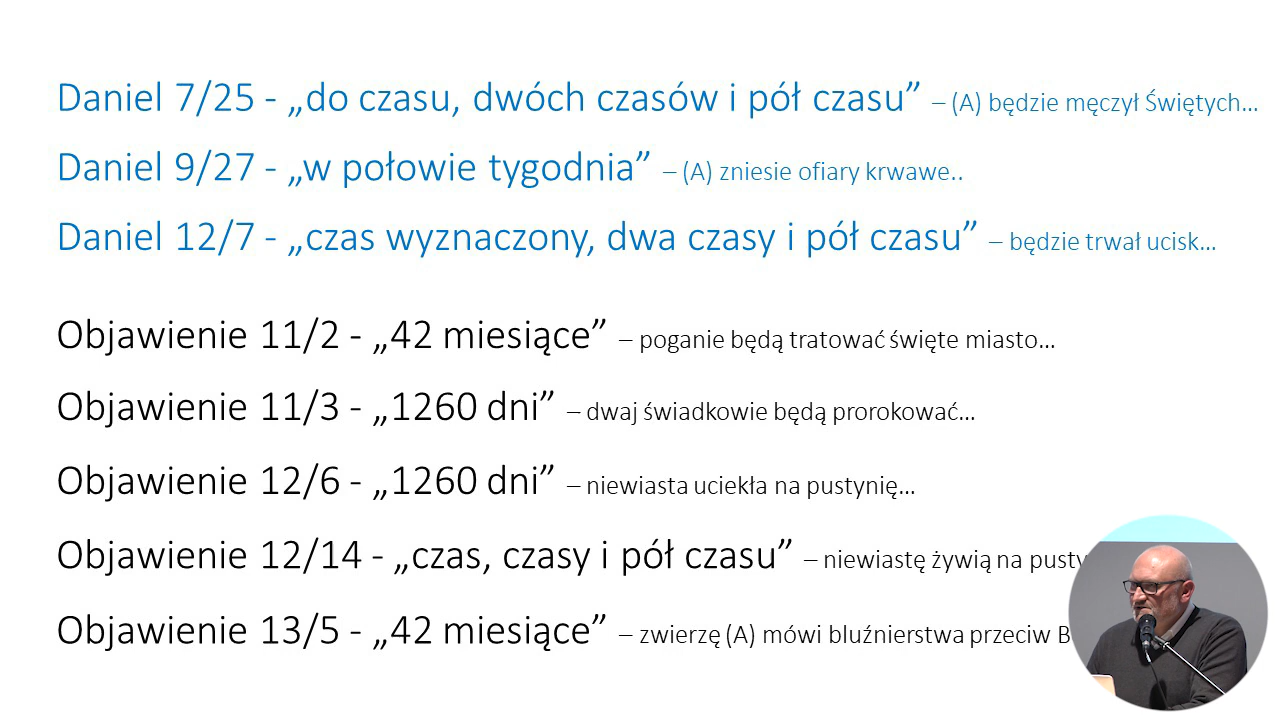 Daniel 7/25 - „do czasu, dwóch czasów i pół czasu” – (A) będzie męczył Świętych…
Daniel 9/27 - „w połowie tygodnia” – (A) zniesie ofiary krwawe..
Daniel 12/7 - „czas wyznaczony, dwa czasy i pół czasu” – będzie trwał ucisk…
Objawienie 11/2 - „42 miesiące” – poganie będą tratować święte miasto…
Objawienie 11/3 - „1260 dni” – dwaj świadkowie będą prorokować…
Objawienie 12/6 - „1260 dni” – niewiasta uciekła na pustynię…
Objawienie 12/14 - „czas, czasy i pół czasu” – niewiastę żywią na
Objawienie 13/5 - „42 miesiące” – zwierzę (A) mówi bluźnierstwa przeciw